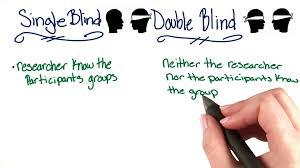 Single Blind
Double Blind
• researcher know the
Participants groups
Neither the researcher
nor the participants know
the group